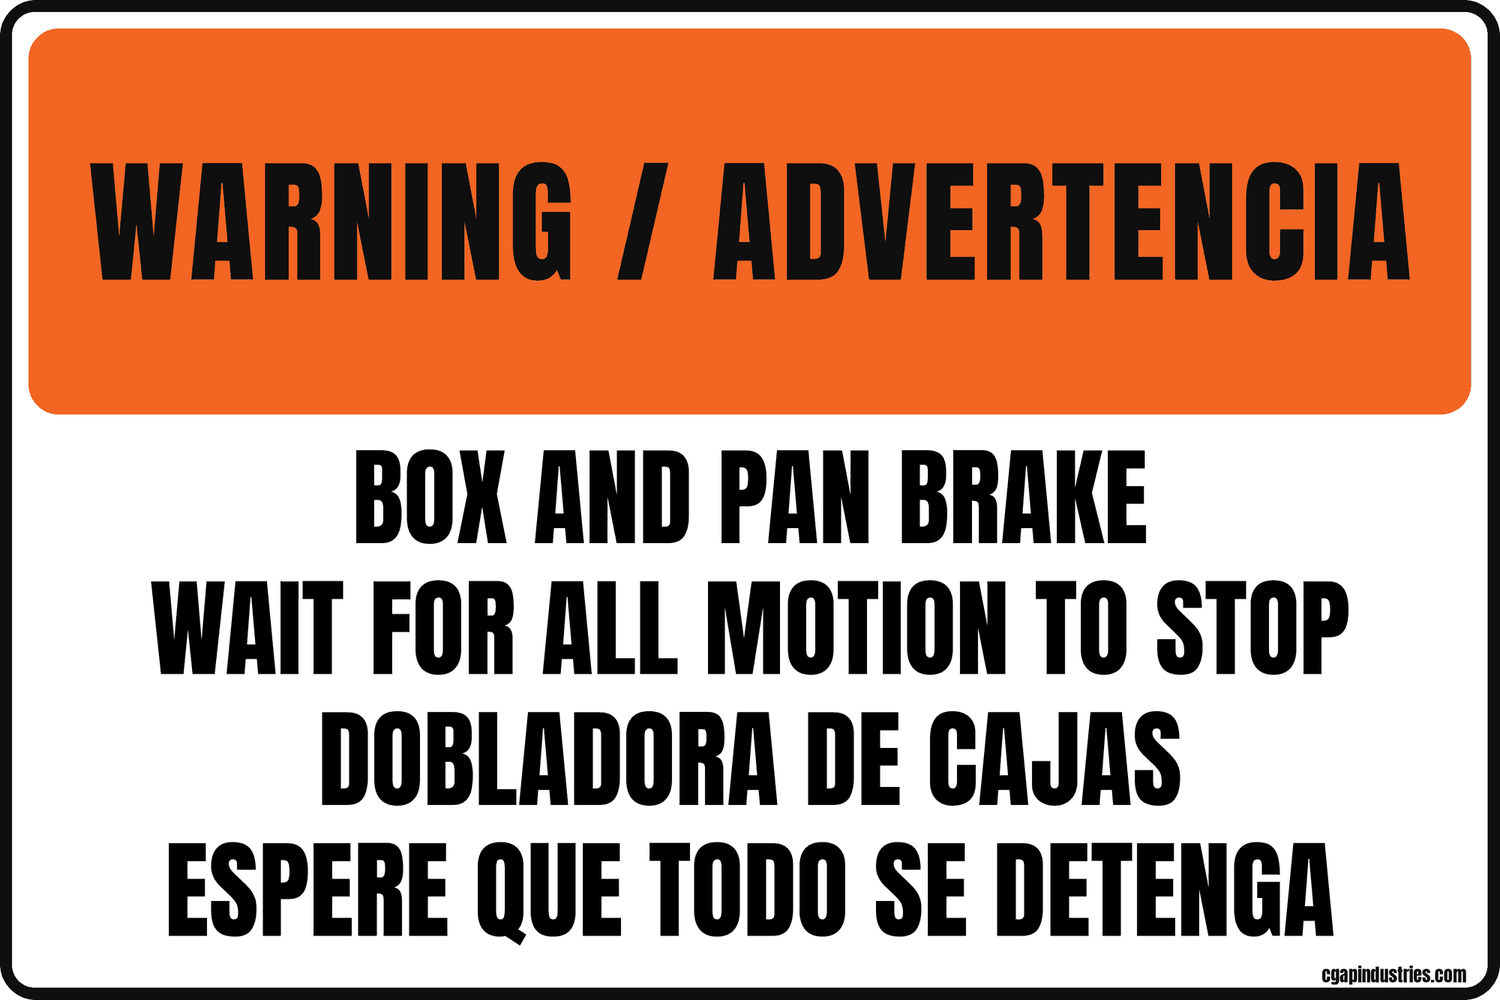 WARNING / ADVERTENCIA
BOX AND PAN BRAKE
WAIT FOR ALL MOTION TO STOP
DOBLADORA DE CAJAS
ESPERE QUE TODO SE DETENGA
cgapindustries.com